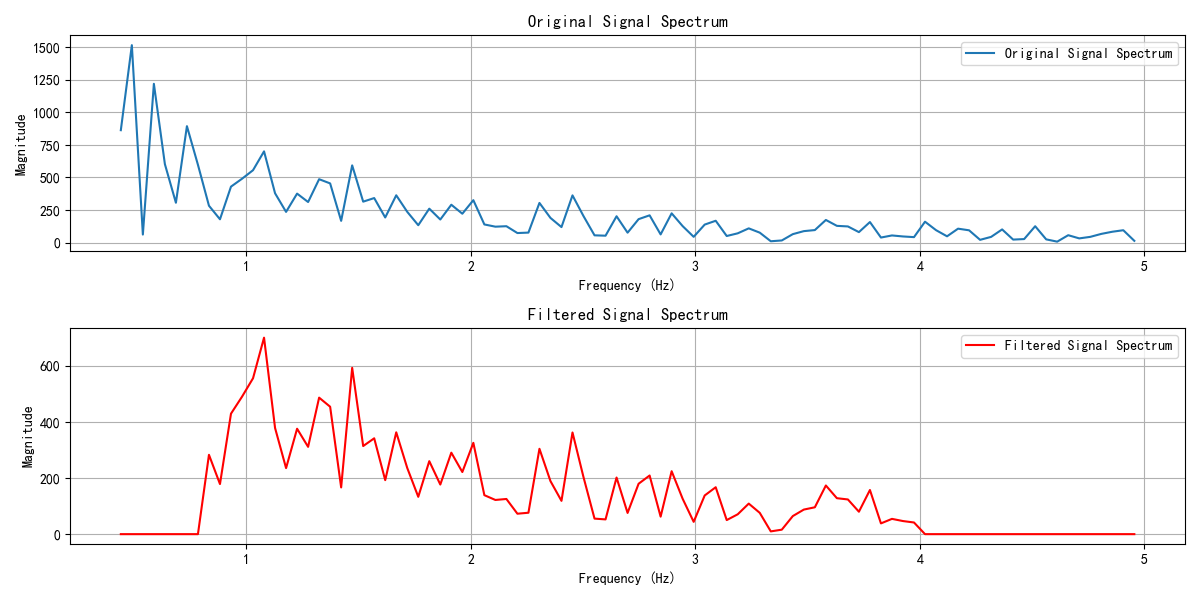 Original Signal Spectrum
Original Signal Spectrum
1500
1250
1000
750
500
250
0
Magnitude
1 2 3 4 5
Frequency (Hz)
Filtered Signal Spectrum
Filtered Signal Spectrum
600
400
200
0
Magnitude
1 2 3 4 5
Frequency (Hz)